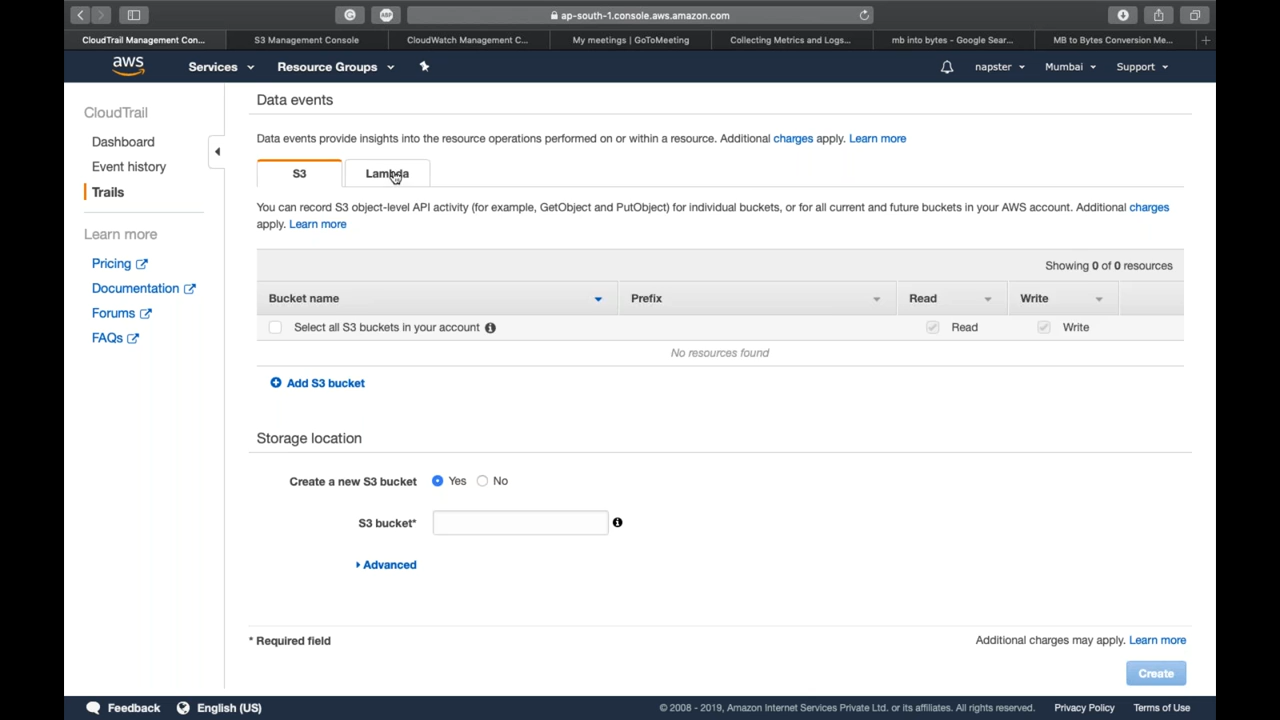 ap-south-1.console.aws.amazon.com
CloudTrail Management Con...
S3 Management Console
CloudWatch Management C...
My meetings | GoToMeeting
Collecting Metrics and Logs...
mb into bytes - Google Sear...
MB to Bytes Conversion Me...
aws
Services
Resource Groups
napster
Mumbai
Support
CloudTrail
Dashboard
Event history
Trails
Learn more
Pricing
Documentation
Forums
FAQs
Data events
Data events provide insights into the resource operations performed on or within a resource. Additional charges apply. Learn more
S3
Lambda
You can record S3 object-level API activity (for example, GetObject and PutObject) for individual buckets, or for all current and future buckets in your AWS account. Additional charges
apply. Learn more
Showing 0 of 0 resources
Bucket name
Prefix
Read
Write
Select all S3 buckets in your account
Read
Write
No resources found
Add S3 bucket
Storage location
Create a new S3 bucket
Yes
No
S3 bucket*
Advanced
* Required field
Additional charges may apply. Learn more
Create
Feedback
English (US)
© 2008 - 2019, Amazon Internet Services Private Ltd. or its affiliates. All rights reserved.
Privacy Policy
Terms of Use